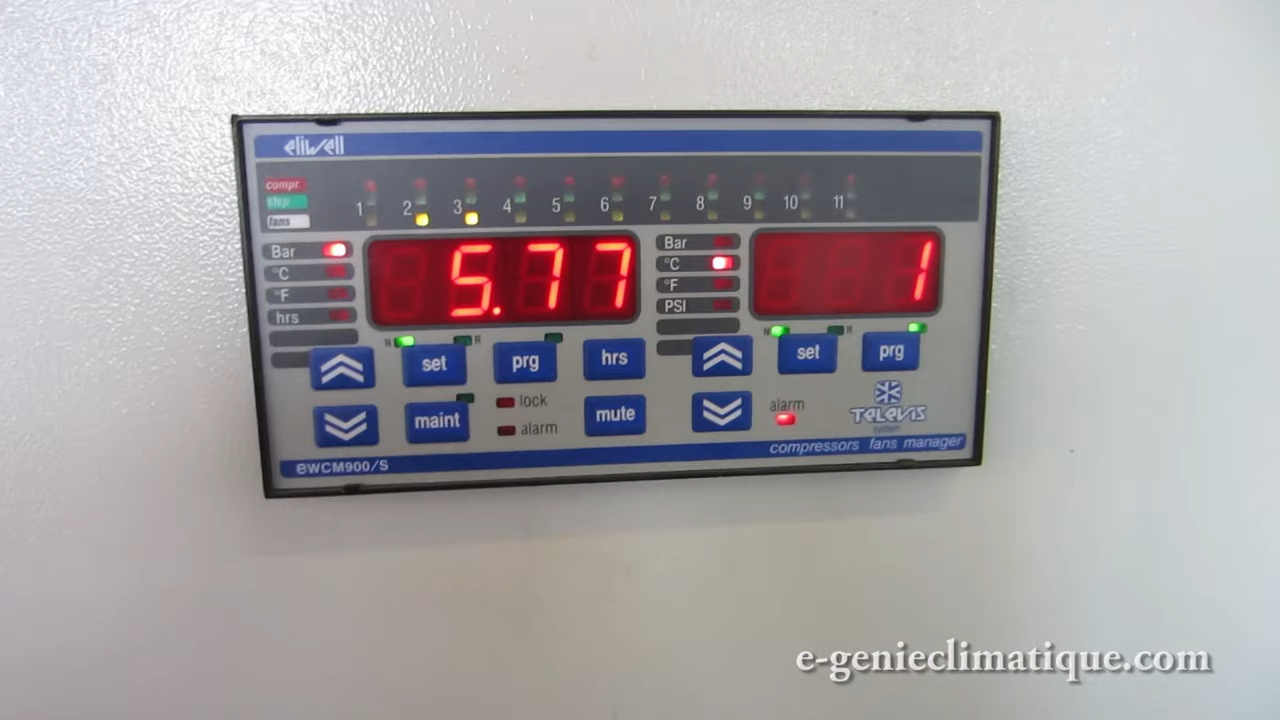 eliwell
compr.
step
fans
1 2 3 4 5 6 7 8 9 10 11
Bar
°C
°F
hrs
5.77
Bar
°C
°F
PSI
1
N R
set
prg
hrs
maint
lock
alarm
mute
N R
set
prg
alarm
TELEVIS
system
compressors fans manager
eWCM900/S
e-genieclimatique.com